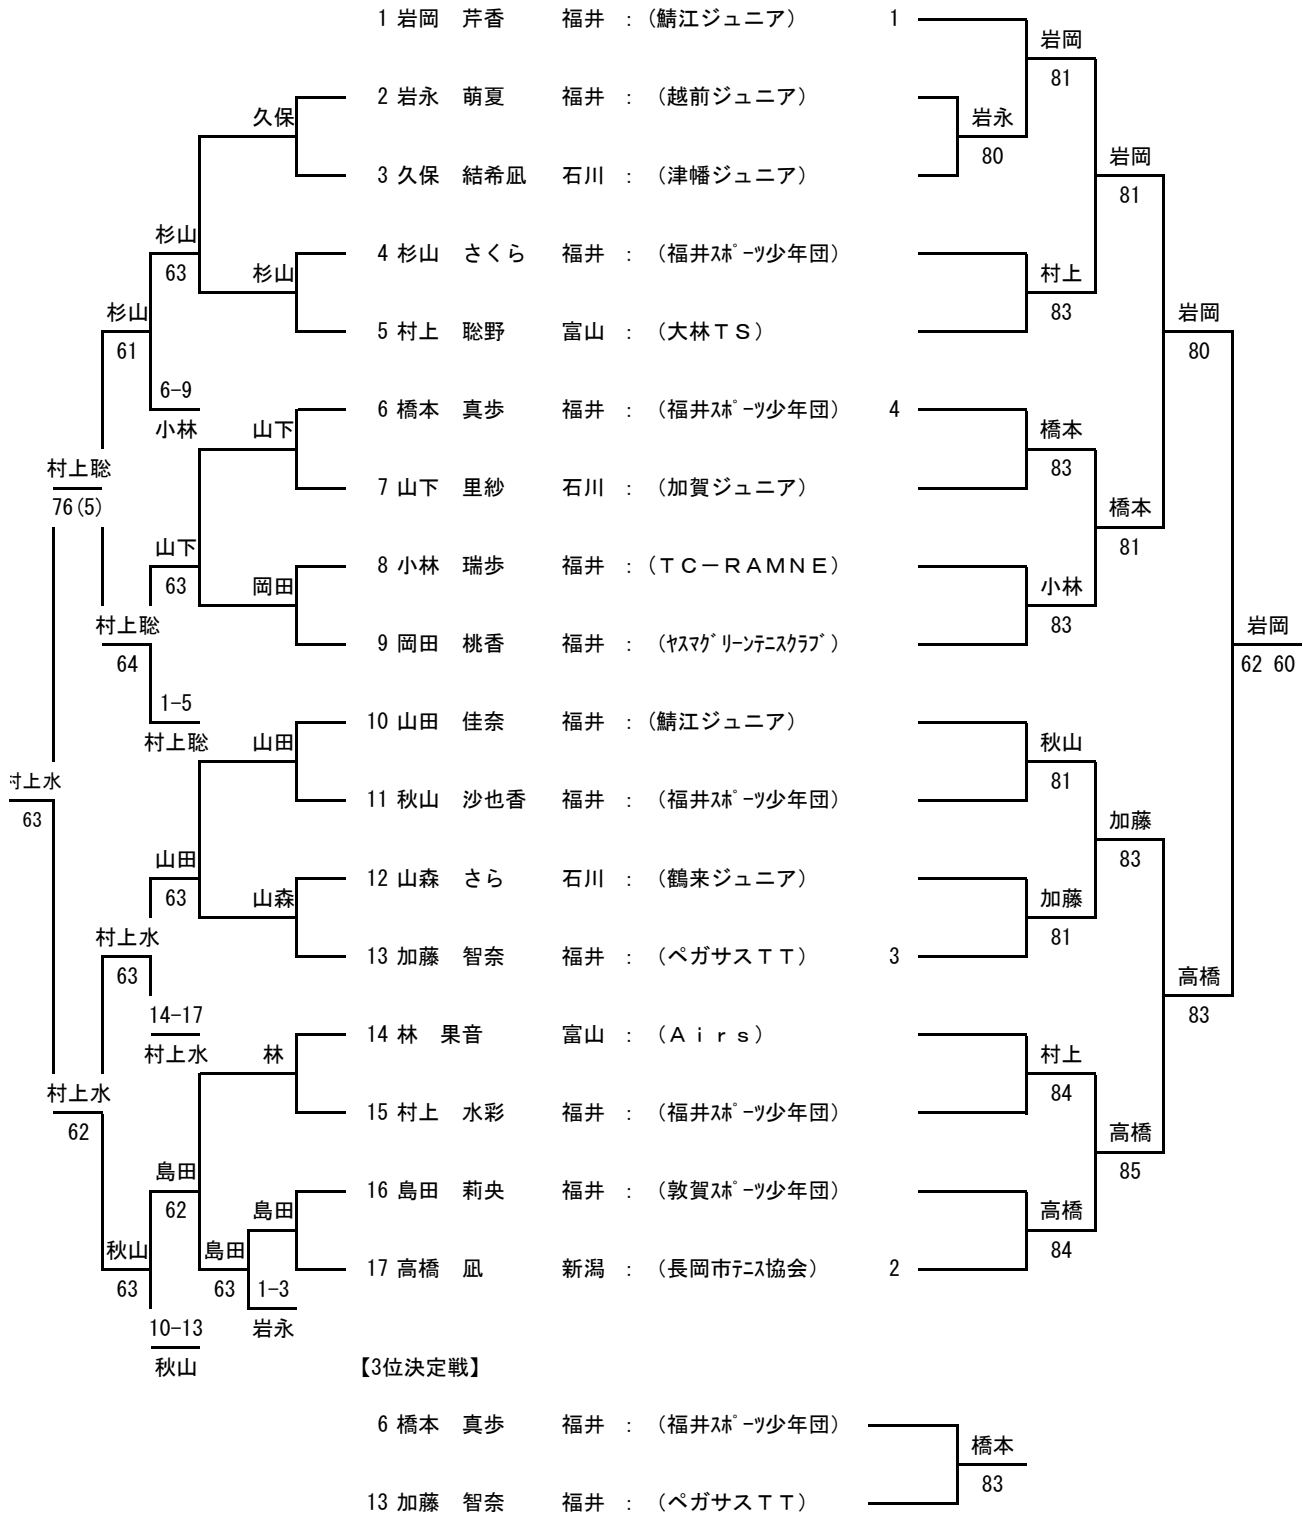 1 岩岡 芹香 福井 : (鯖江ジュニア) 1
岩岡
81
2 岩永 萌夏 福井 : (越前ジュニア)
久保
岩永
80
岩岡
81
3 久保 結希凪 石川 : (津幡ジュニア)
杉山
63
4 杉山 さくら 福井 : (福井ｽﾎﾟｰﾂ少年団)
杉山
村上
83
杉山
61
5 村上 聡野 富山 : (大林ＴＳ)
岩岡
80
6-9
小林
6 橋本 真歩 福井 : (福井ｽﾎﾟｰﾂ少年団) 4
山下
橋本
83
村上聡
76(5)
7 山下 里紗 石川 : (加賀ジュニア)
橋本
81
山下
63
8 小林 瑞歩 福井 : (ＴＣ－ＲＡＭＮＥ)
岡田
小林
83
村上聡
64
9 岡田 桃香 福井 : (ﾔｽﾏｸﾞﾘｰﾝﾃﾆｽｸﾗﾌﾞ)
岩岡
62 60
1-5
村上聡
10 山田 佳奈 福井 : (鯖江ジュニア)
山田
秋山
81
村上水
63
11 秋山 沙也香 福井 : (福井ｽﾎﾟｰﾂ少年団)
加藤
83
山田
63
12 山森 さら 石川 : (鶴来ジュニア)
山森
加藤
81
村上水
63
13 加藤 智奈 福井 : (ペガサスＴＴ) 3
高橋
83
14-17
村上水
14 林 果音 富山 : (Ａｉｒｓ)
林
村上
84
村上水
62
15 村上 水彩 福井 : (福井ｽﾎﾟｰﾂ少年団)
高橋
85
島田
62
16 島田 莉央 福井 : (敦賀ｽﾎﾟｰﾂ少年団)
島田
高橋
84
秋山
63
島田
63
17 高橋 凪 新潟 : (長岡市ﾃﾆｽ協会) 2
1-3
岩永
10-13
秋山
【3位決定戦】
6 橋本 真歩 福井 : (福井ｽﾎﾟｰﾂ少年団)
橋本
83
13 加藤 智奈 福井 : (ペガサスＴＴ)